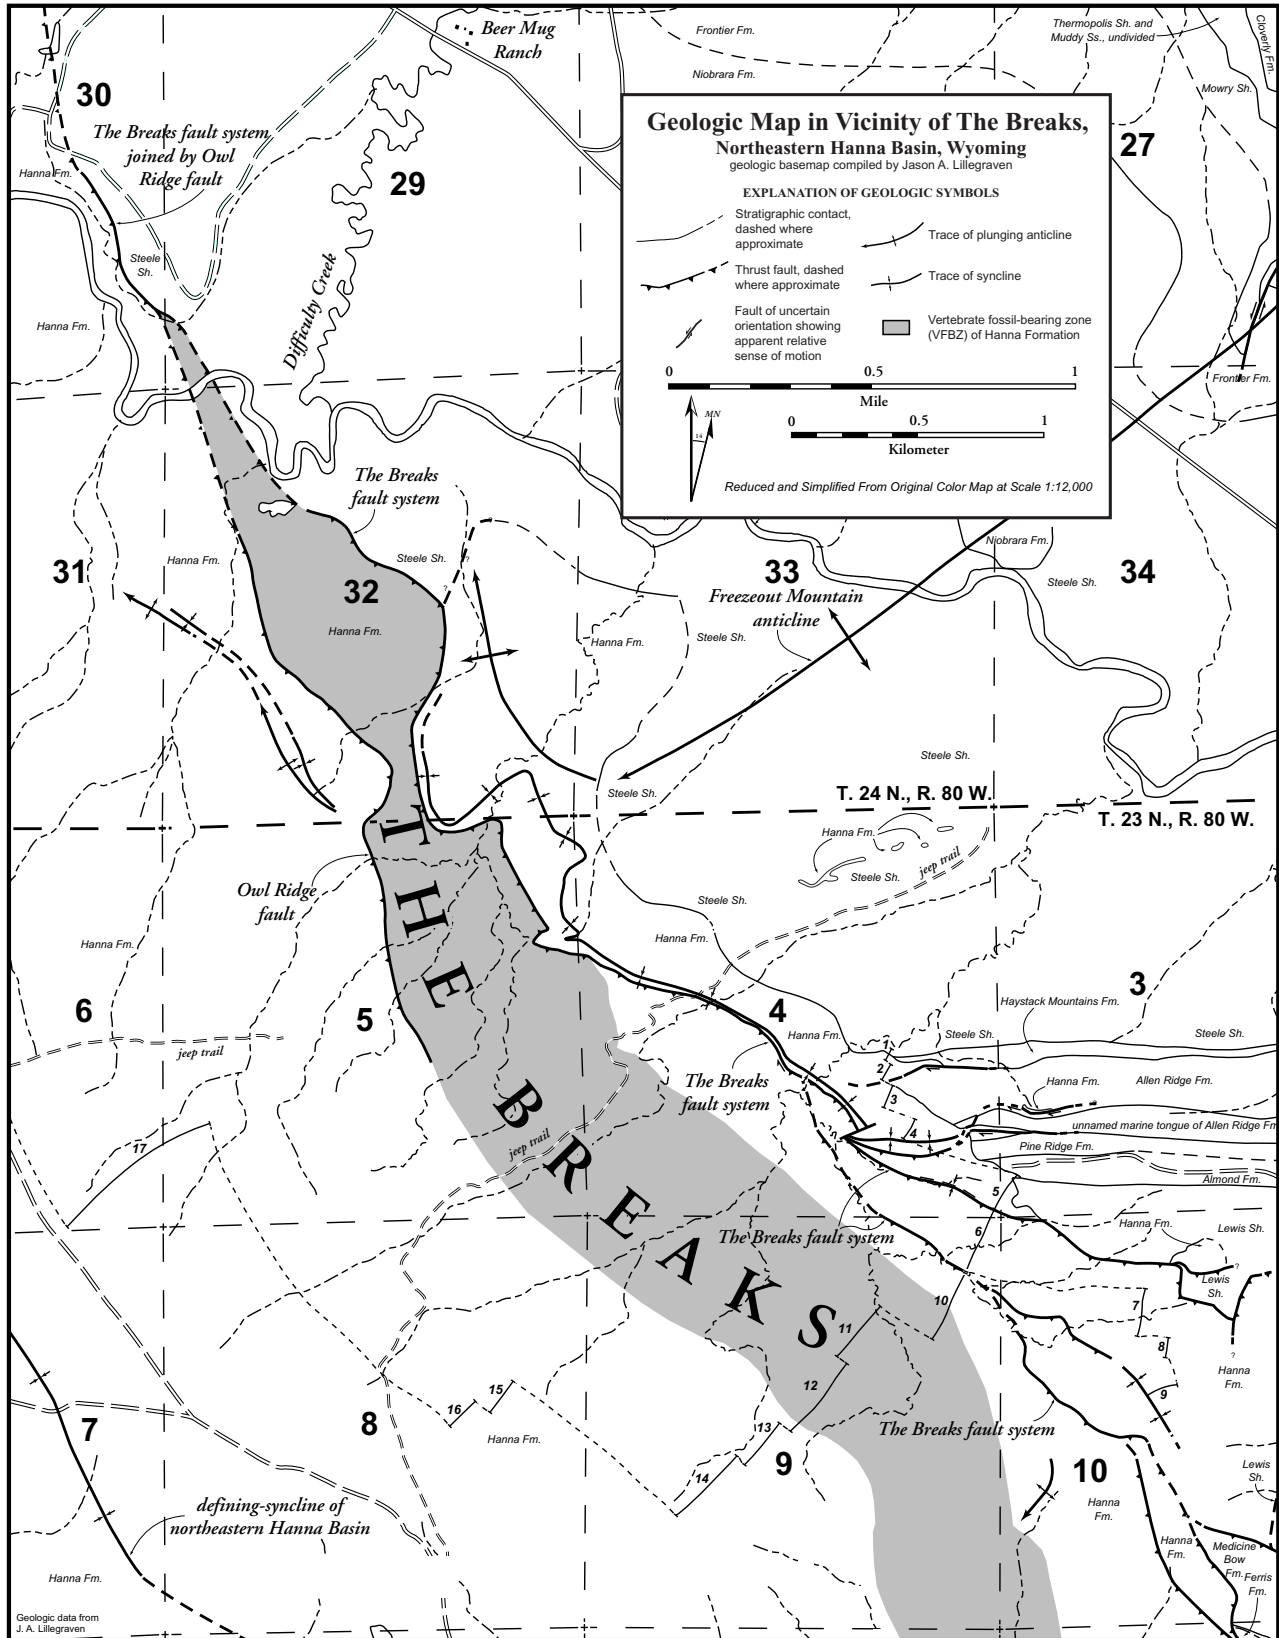 Beer Mug
Ranch
Frontier Fm.
Thermopolis Sh. and
Muddy Ss., undivided
Cloverly Fm.
Niobrara Fm.
Mowry Sh.
30
The Breaks fault system
joined by Owl
Ridge fault
Hanna Fm.
29
27
Geologic Map in Vicinity of The Breaks,
Northeastern Hanna Basin, Wyoming
geologic basemap compiled by Jason A. Lillegraven
EXPLANATION OF GEOLOGIC SYMBOLS
Stratigraphic contact,
dashed where
approximate
Trace of plunging anticline
Thrust fault, dashed
where approximate
Trace of syncline
Fault of uncertain
orientation showing
apparent relative
sense of motion
Vertebrate fossil-bearing zone
(VFBZ) of Hanna Formation
0 0.5 1
Mile
MN
14
0 0.5 1
Kilometer
Reduced and Simplified From Original Color Map at Scale 1:12,000
Steele
Sh.
Hanna Fm.
Difficulty Creek
Frontier Fm.
The Breaks
fault system
?
31
Hanna Fm.
Steele Sh.
?
?
32
Hanna Fm.
Hanna Fm.
33
Freezeout Mountain
anticline
Steele Sh.
Niobrara Fm.
34
Steele Sh.
Steele Sh.
Steele Sh.
T. 24 N., R. 80 W.
T. 23 N., R. 80 W.
Hanna Fm.
Steele Sh.
jeep trail
THE
BREAKS
Owl Ridge
fault
Steele Sh.
Hanna Fm.
Hanna Fm.
6
5
4
3
Haystack Mountains Fm.
Hanna Fm.
Steele Sh.
Steele Sh.
jeep trail
The Breaks
fault system
1
2
3
4
Hanna Fm.
Allen Ridge Fm.
?
unnamed marine tongue of Allen Ridge Fm
Pine Ridge Fm.
Almond Fm.
jeep trail
17
5
6
The Breaks fault system
Hanna Fm.
Lewis Sh.
?
Lewis
Sh.
7
8
9
?
Hanna
Fm.
10
11
12
13
14
15
16
Hanna Fm.
7
8
9
The Breaks fault system
10
Hanna
Fm.
Lewis
Sh.
defining-syncline of
northeastern Hanna Basin
Hanna Fm.
Hanna
Fm.
Medicine
Bow
Fm.
Ferris
Fm.
Geologic data from
J. A. Lillegraven